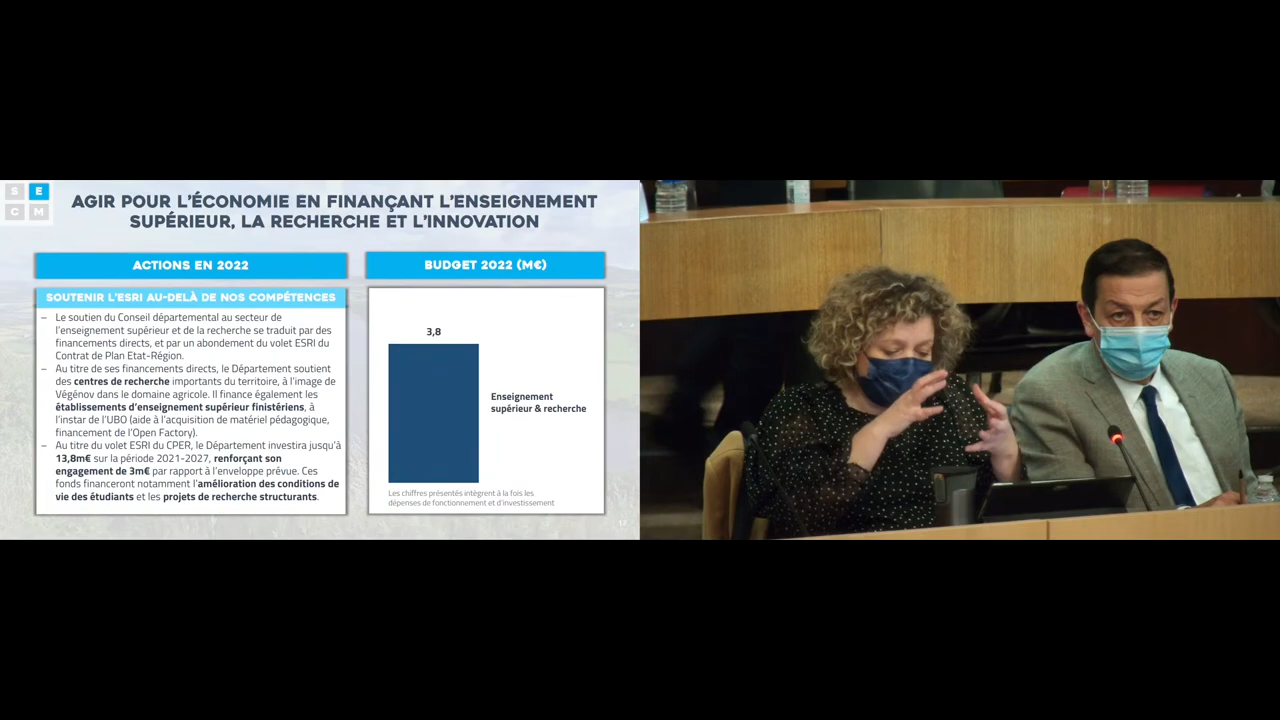 S E
C M
AGIR POUR L'ÉCONOMIE EN FINANÇANT L'ENSEIGNEMENT
SUPÉRIEUR, LA RECHERCHE ET L'INNOVATION
ACTIONS EN 2022
SOUTENIR L'ESRI AU-DELÀ DE NOS COMPÉTENCES
– Le soutien du Conseil départemental au secteur de
l'enseignement supérieur et de la recherche se traduit par des
financements directs, et par un abondement du volet ESRI du
Contrat de Plan Etat-Région.
– Au titre de ses financements directs, le Département soutient
des centres de recherche importants du territoire, à l'image de
Végénov dans le domaine agricole. Il finance également les
établissements d'enseignement supérieur finistériens, à
l'instar de l'UBO (aide à l'acquisition de matériel pédagogique,
financement de l'Open Factory).
– Au titre du volet ESRI du CPER, le Département investira jusqu'à
13,8m€ sur la période 2021-2027, renforçant son
engagement de 3m€ par rapport à l'enveloppe prévue. Ces
fonds financeront notamment l'amélioration des conditions de
vie des étudiants et les projets de recherche structurants.
BUDGET 2022 (M€)
3,8
Enseignement
supérieur & recherche
Les chiffres présentés intègrent à la fois les
dépenses de fonctionnement et d'investissement
17